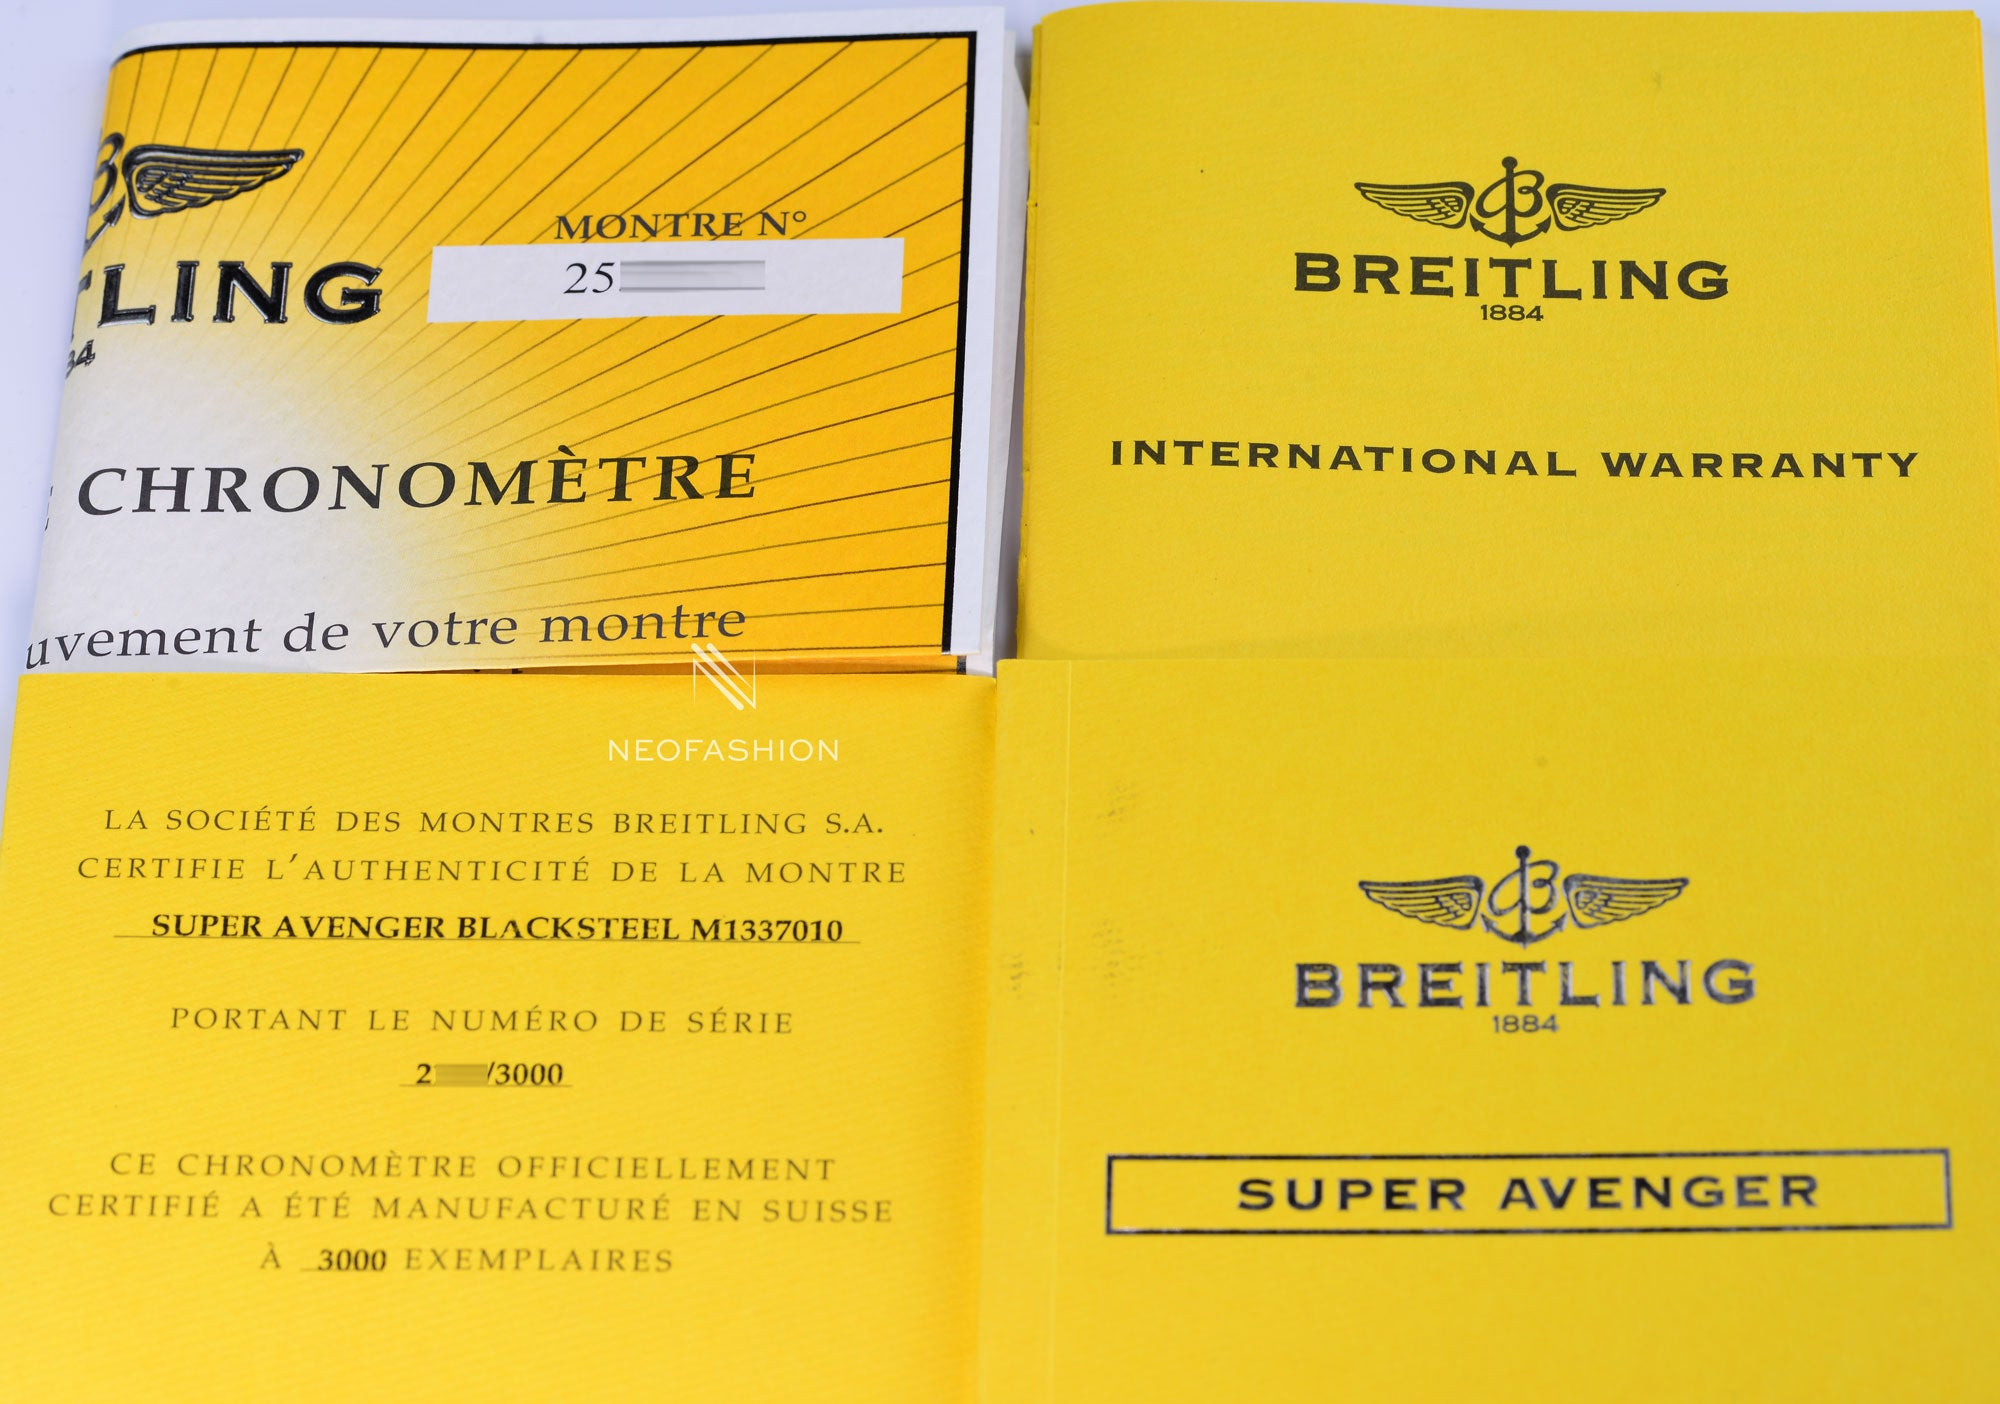 TLING
84
MONTRE N°
25
CHRONOMÈTRE
uvement de votre montre
BREITLING
1884
INTERNATIONAL WARRANTY
NEOFASHION
LA SOCIÉTÉ DES MONTRES BREITLING S.A.
CERTIFIE L'AUTHENTICITÉ DE LA MONTRE
SUPER AVENGER BLACKSTEEL M1337010
PORTANT LE NUMÉRO DE SÉRIE
2 /3000
CE CHRONOMÈTRE OFFICIELLEMENT
CERTIFIÉ A ÉTÉ MANUFACTURÉ EN SUISSE
À 3000 EXEMPLAIRES
BREITLING
1884
SUPER AVENGER